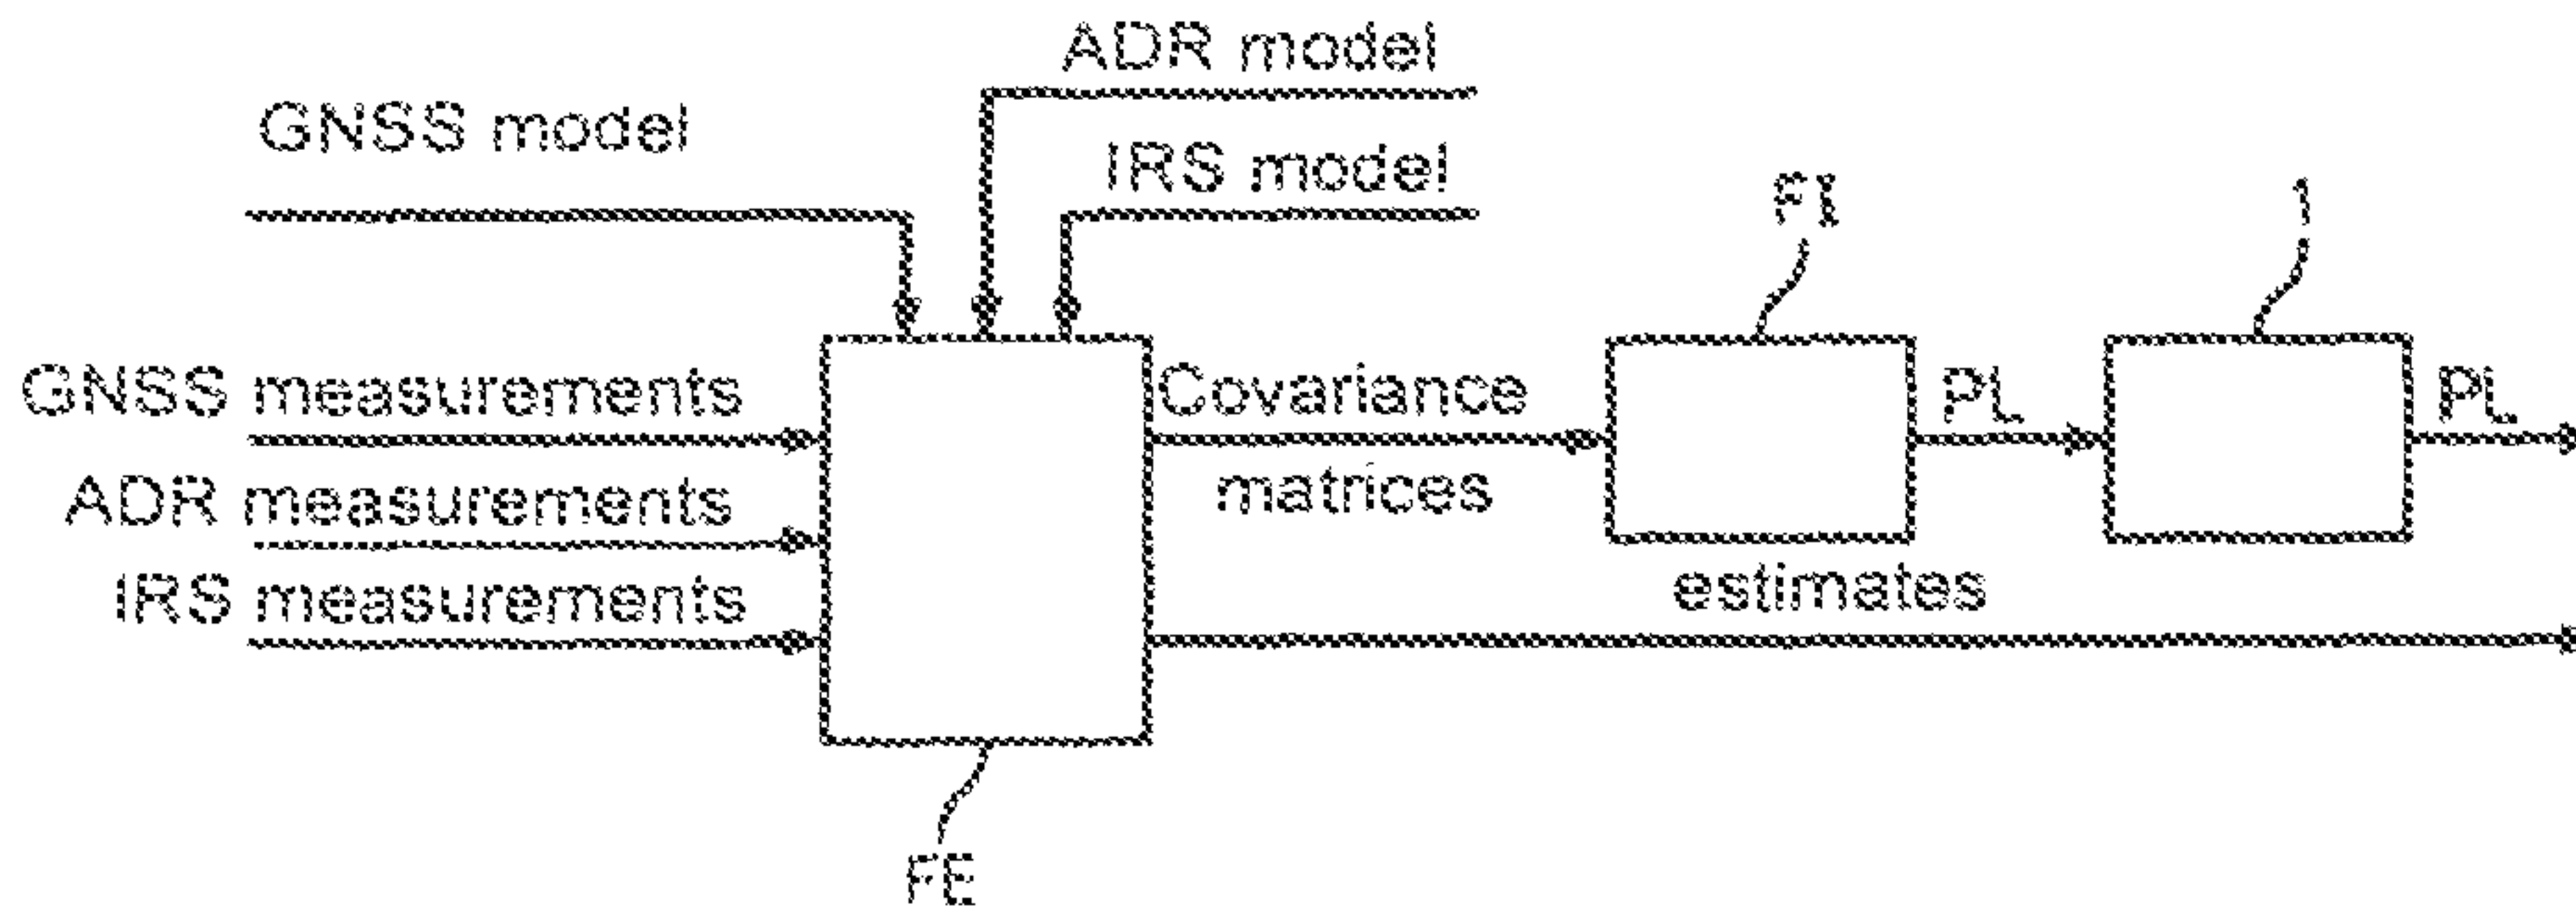 ADR model
GNSS model
IRS model
FI
1
GNSS measurements
Covariance
PL
PL
ADR measurements
matrices
IRS measurements
estimates
FE